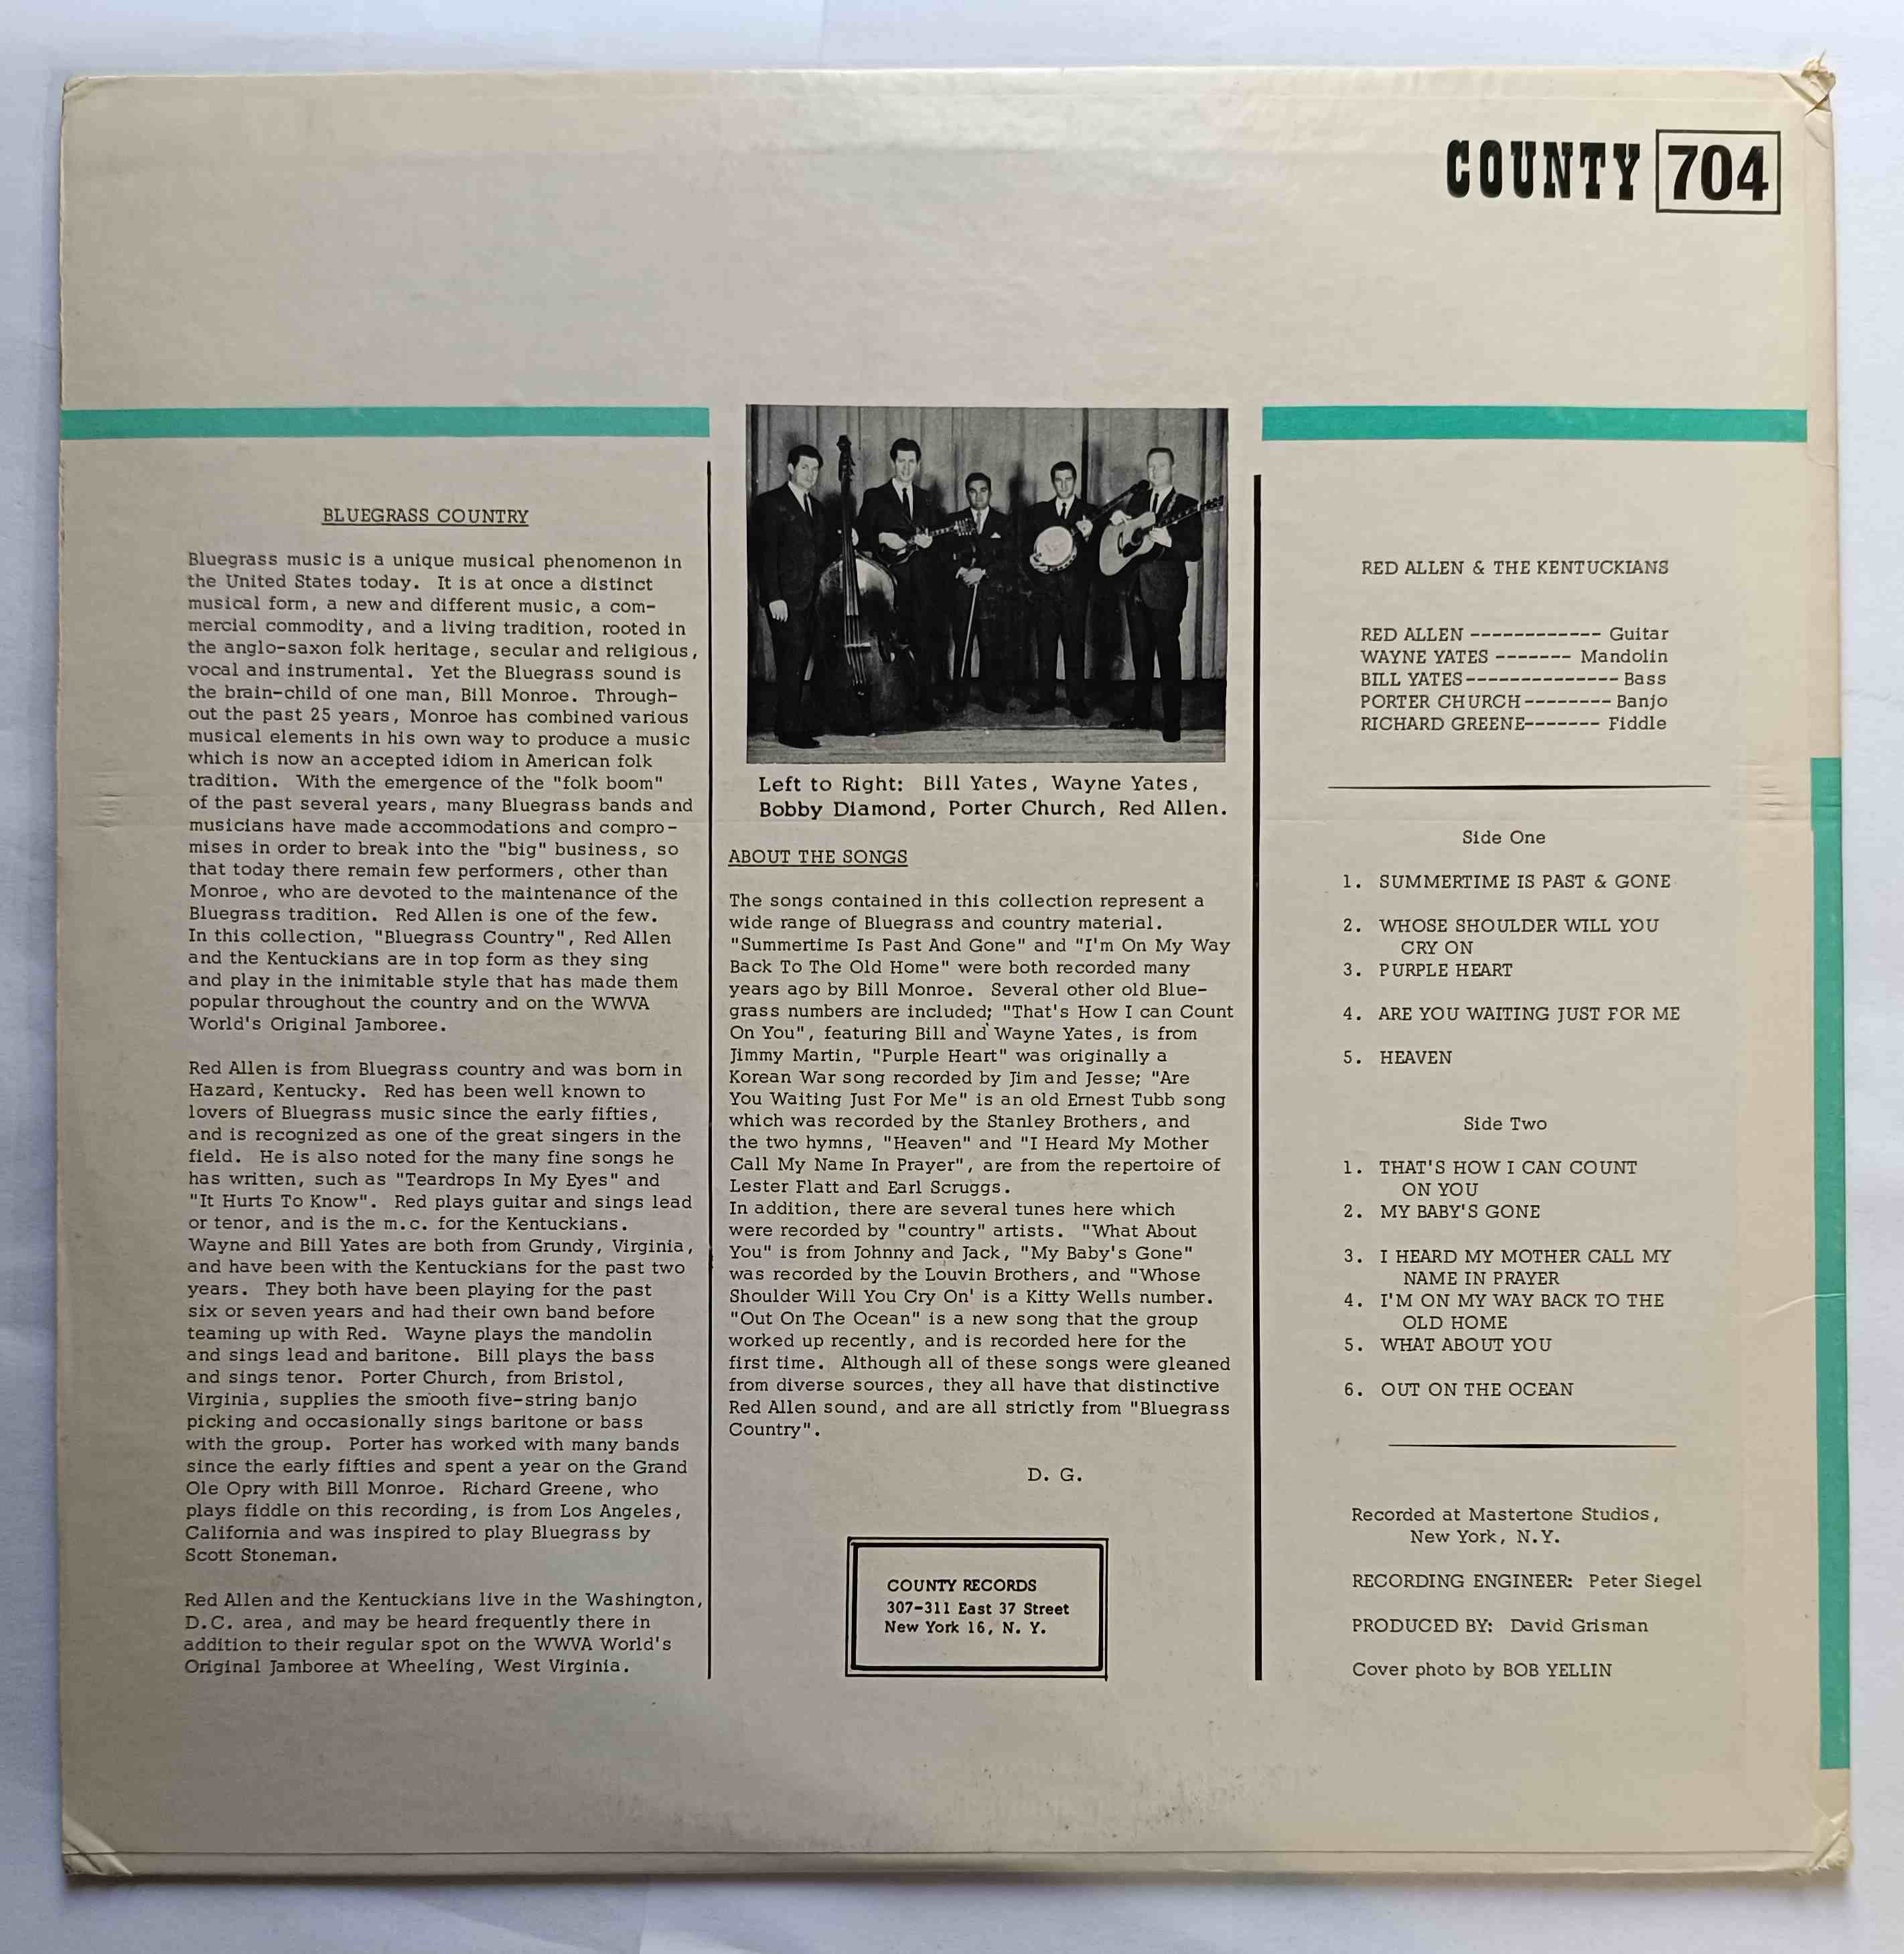 COUNTY 704
BLUEGRASS COUNTRY
Bluegrass music is a unique musical phenomenon in
the United States today. It is at once a distinct
musical form, a new and different music, a com-
mercial commodity, and a living tradition, rooted in
the anglo-saxon folk heritage, secular and religious,
vocal and instrumental. Yet the Bluegrass sound is
the brain-child of one man, Bill Monroe. Through-
out the past 25 years, Monroe has combined various
musical elements in his own way to produce a music
which is now an accepted idiom in American folk
tradition. With the emergence of the "folk boom"
of the past several years, many Bluegrass bands and
musicians have made accommodations and compro-
mises in order to break into the "big" business, so
that today there remain few performers, other than
Monroe, who are devoted to the maintenance of the
Bluegrass tradition. Red Allen is one of the few.
In this collection, "Bluegrass Country", Red Allen
and the Kentuckians are in top form as they sing
and play in the inimitable style that has made them
popular throughout the country and on the WWVA
World's Original Jamboree.
Red Allen is from Bluegrass country and was born in
Hazard, Kentucky. Red has been well known to
lovers of Bluegrass music since the early fifties,
and is recognized as one of the great singers in the
field. He is also noted for the many fine songs he
has written, such as "Teardrops In My Eyes" and
"It Hurts To Know". Red plays guitar and sings lead
or tenor, and is the m.c. for the Kentuckians.
Wayne and Bill Yates are both from Grundy, Virginia,
and have been with the Kentuckians for the past two
years. They both have been playing for the past
six or seven years and had their own band before
teaming up with Red. Wayne plays the mandolin
and sings lead and baritone. Bill plays the bass
and sings tenor. Porter Church, from Bristol,
Virginia, supplies the smooth five-string banjo
picking and occasionally sings baritone or bass
with the group. Porter has worked with many bands
since the early fifties and spent a year on the Grand
Ole Opry with Bill Monroe. Richard Greene, who
plays fiddle on this recording, is from Los Angeles,
California and was inspired to play Bluegrass by
Scott Stoneman.
Red Allen and the Kentuckians live in the Washington,
D.C. area, and may be heard frequently there in
addition to their regular spot on the WWVA World's
Original Jamboree at Wheeling, West Virginia.
Left to Right: Bill Yates, Wayne Yates,
Bobby Diamond, Porter Church, Red Allen.
ABOUT THE SONGS
The songs contained in this collection represent a
wide range of Bluegrass and country material.
"Summertime Is Past And Gone" and "I'm On My Way
Back To The Old Home" were both recorded many
years ago by Bill Monroe. Several other old Blue-
grass numbers are included; "That's How I can Count
On You", featuring Bill and Wayne Yates, is from
Jimmy Martin, "Purple Heart" was originally a
Korean War song recorded by Jim and Jesse; "Are
You Waiting Just For Me" is an old Ernest Tubb song
which was recorded by the Stanley Brothers, and
the two hymns, "Heaven" and "I Heard My Mother
Call My Name In Prayer", are from the repertoire of
Lester Flatt and Earl Scruggs.
In addition, there are several tunes here which
were recorded by "country" artists. "What About
You" is from Johnny and Jack, "My Baby's Gone"
was recorded by the Louvin Brothers, and "Whose
Shoulder Will You Cry On' is a Kitty Wells number.
"Out On The Ocean" is a new song that the group
worked up recently, and is recorded here for the
first time. Although all of these songs were gleaned
from diverse sources, they all have that distinctive
Red Allen sound, and are all strictly from "Bluegrass
Country".
D. G.
COUNTY RECORDS
307-311 East 37 Street
New York 16, N. Y.
RED ALLEN & THE KENTUCKIANS
RED ALLEN ------------ Guitar
WAYNE YATES ------- Mandolin
BILL YATES-------------- Bass
PORTER CHURCH-------- Banjo
RICHARD GREENE------- Fiddle
Side One
1. SUMMERTIME IS PAST & GONE
2. WHOSE SHOULDER WILL YOU
CRY ON
3. PURPLE HEART
4. ARE YOU WAITING JUST FOR ME
5. HEAVEN
Side Two
1. THAT'S HOW I CAN COUNT
ON YOU
2. MY BABY'S GONE
3. I HEARD MY MOTHER CALL MY
NAME IN PRAYER
4. I'M ON MY WAY BACK TO THE
OLD HOME
5. WHAT ABOUT YOU
6. OUT ON THE OCEAN
Recorded at Mastertone Studios,
New York, N.Y.
RECORDING ENGINEER: Peter Siegel
PRODUCED BY: David Grisman
Cover photo by BOB YELLIN